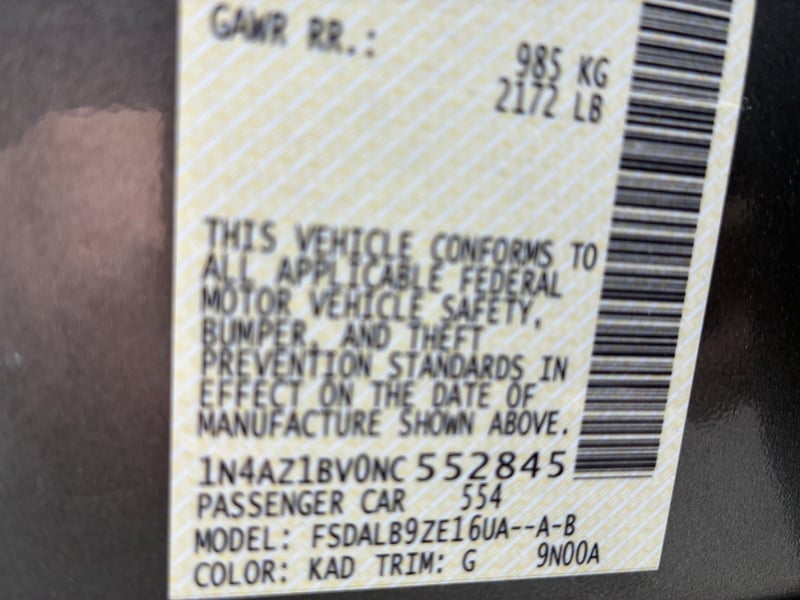 GAWR RR.:
985 KG
2172 LB
THIS VEHICLE CONFORMS TO
ALL APPLICABLE FEDERAL
MOTOR VEHICLE SAFETY,
BUMPER, AND THEFT
PREVENTION STANDARDS IN
EFFECT ON THE DATE OF
MANUFACTURE SHOWN ABOVE.
1N4AZ1BV0NC552845
PASSENGER CAR 554
MODEL: FSDALB9ZE16UA--A-B
COLOR: KAD TRIM: G 9N00A